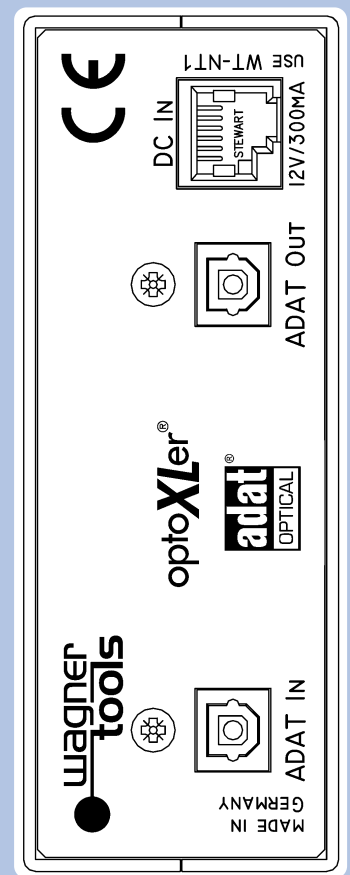 wagner
tools
MADE IN
GERMANY
ADAT IN
optoXLer®
adat®
OPTICAL
ADAT OUT
DC IN
STEWART
12V/300MA
USE WT-NT1
CE